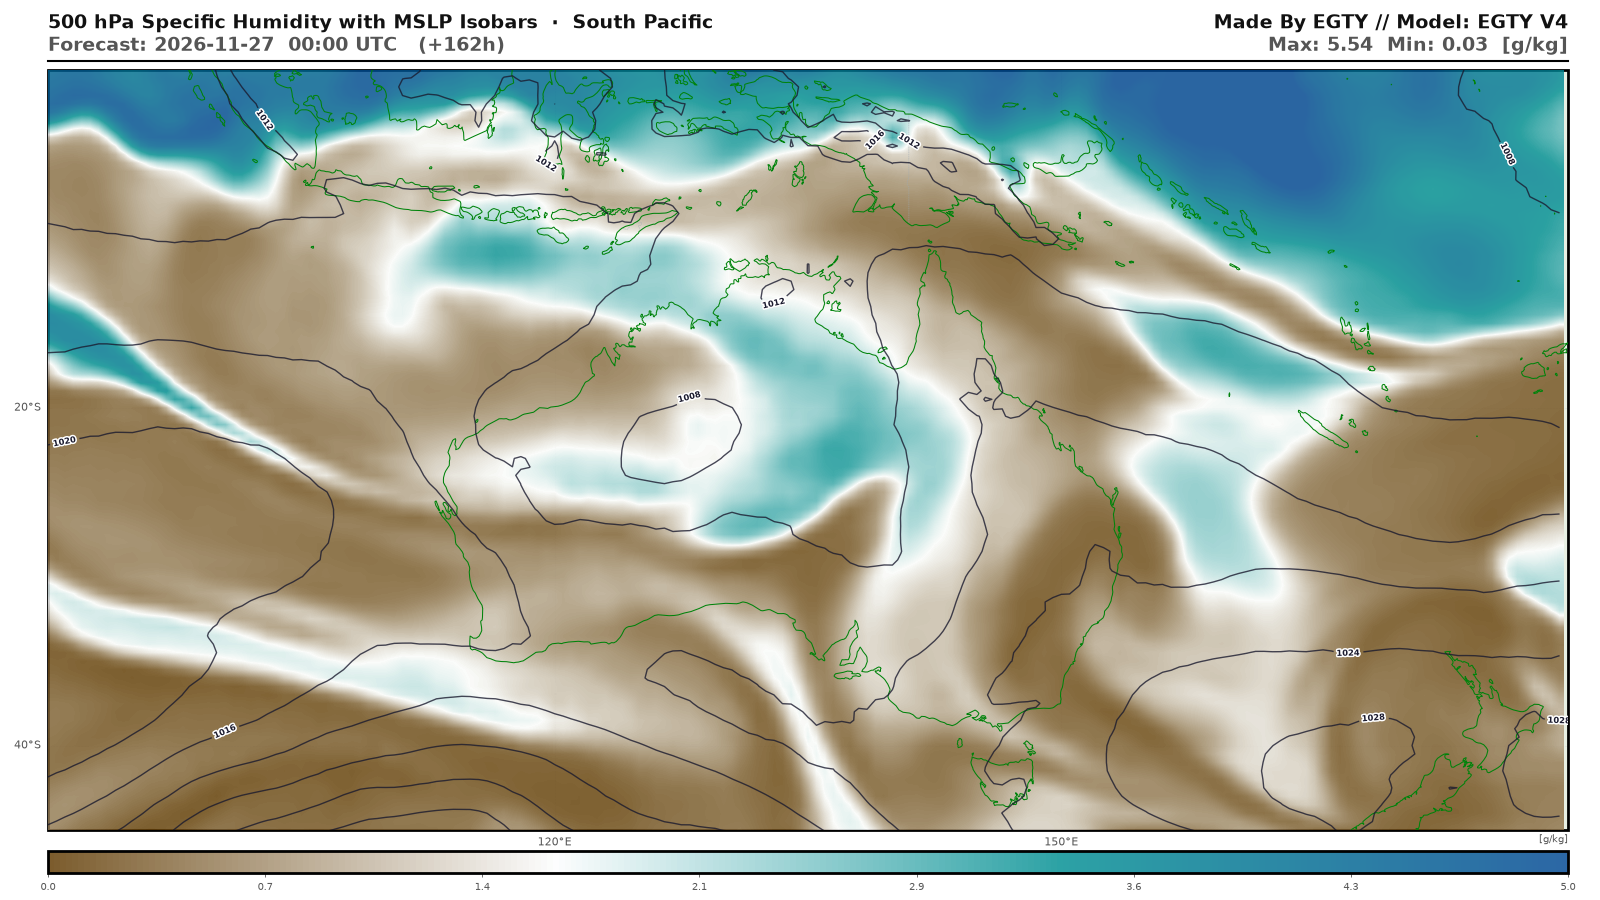 500 hPa Specific Humidity with MSLP Isobars · South Pacific
Made By EGTY // Model: EGTY V4
Forecast: 2026-11-27 00:00 UTC (+162h)
Max: 5.54 Min: 0.03 [g/kg]
1012
1016
1012
1012
1008
1012
1008
20°S
1020
1024
1028
1028
1016
40°S
120°E
150°E
[g/kg]
0.0
0.7
1.4
2.1
2.9
3.6
4.3
5.0